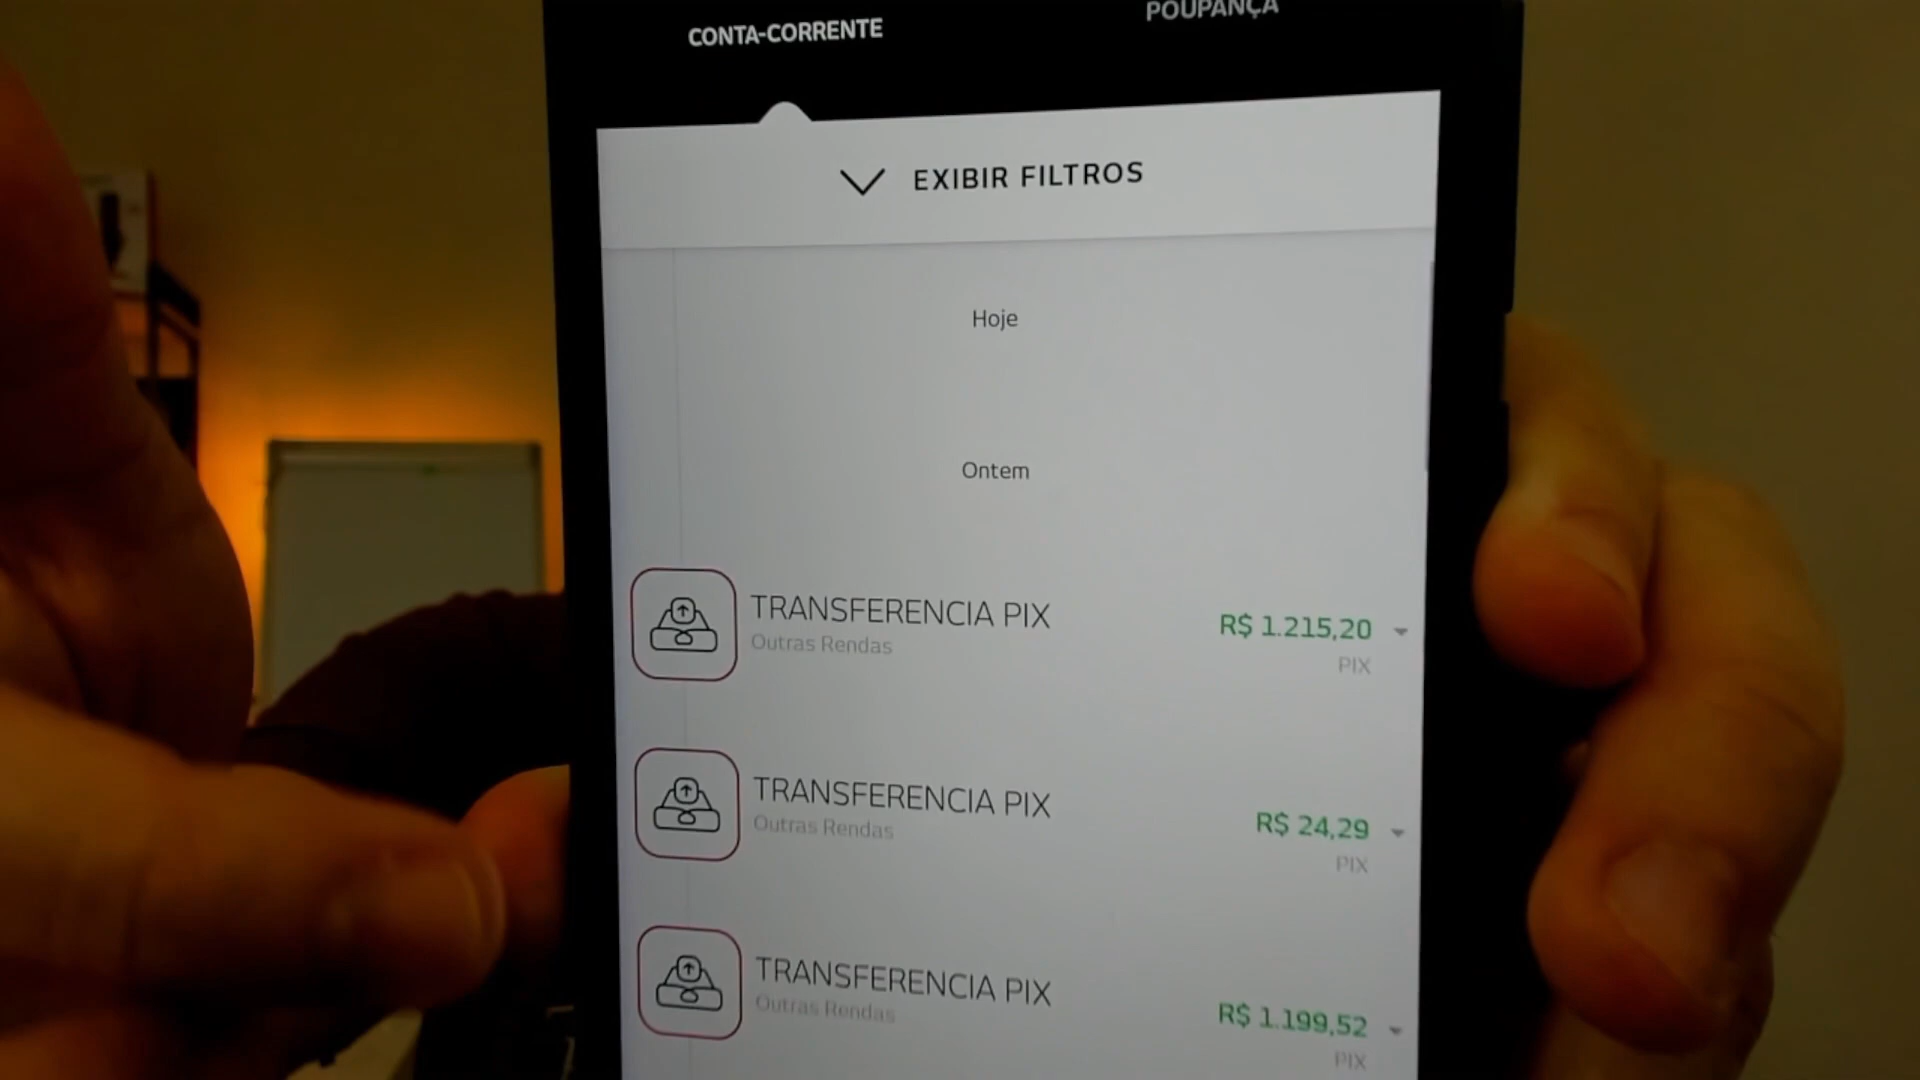 CONTA-CORRENTE
POUPANÇA
EXIBIR FILTROS
Hoje
Ontem
TRANSFERENCIA PIX
R$ 1.215,20
Outras Rendas
PIX
TRANSFERENCIA PIX
R$ 24,29
Outras Rendas
PIX
TRANSFERENCIA PIX
R$ 1.199,52
Outras Rendas
PIX